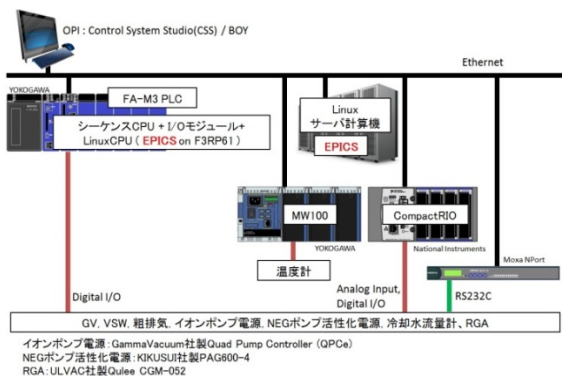 OPI : Control System Studio(CSS) / BOY
Ethernet
YOKOGAWA
FA-M3 PLC
シーケンスCPU + I/Oモジュール+
LinuxCPU ( EPICS on F3RP61 )
Linux
サーバ計算機
EPICS
MW100
YOKOGAWA
CompactRIO
National Instruments
Moxa NPort
温度計
Digital I/O
Analog Input,
Digital I/O
RS232C
GV, VSW, 粗排気, イオンポンプ電源, NEGポンプ活性化電源, 冷却水流量計、RGA
イオンポンプ電源 : GammaVacuum社製Quad Pump Controller (QPCe)
NEGポンプ活性化電源 : KIKUSUI社製PAG600-4
RGA : ULVAC社製Qulee CGM-052